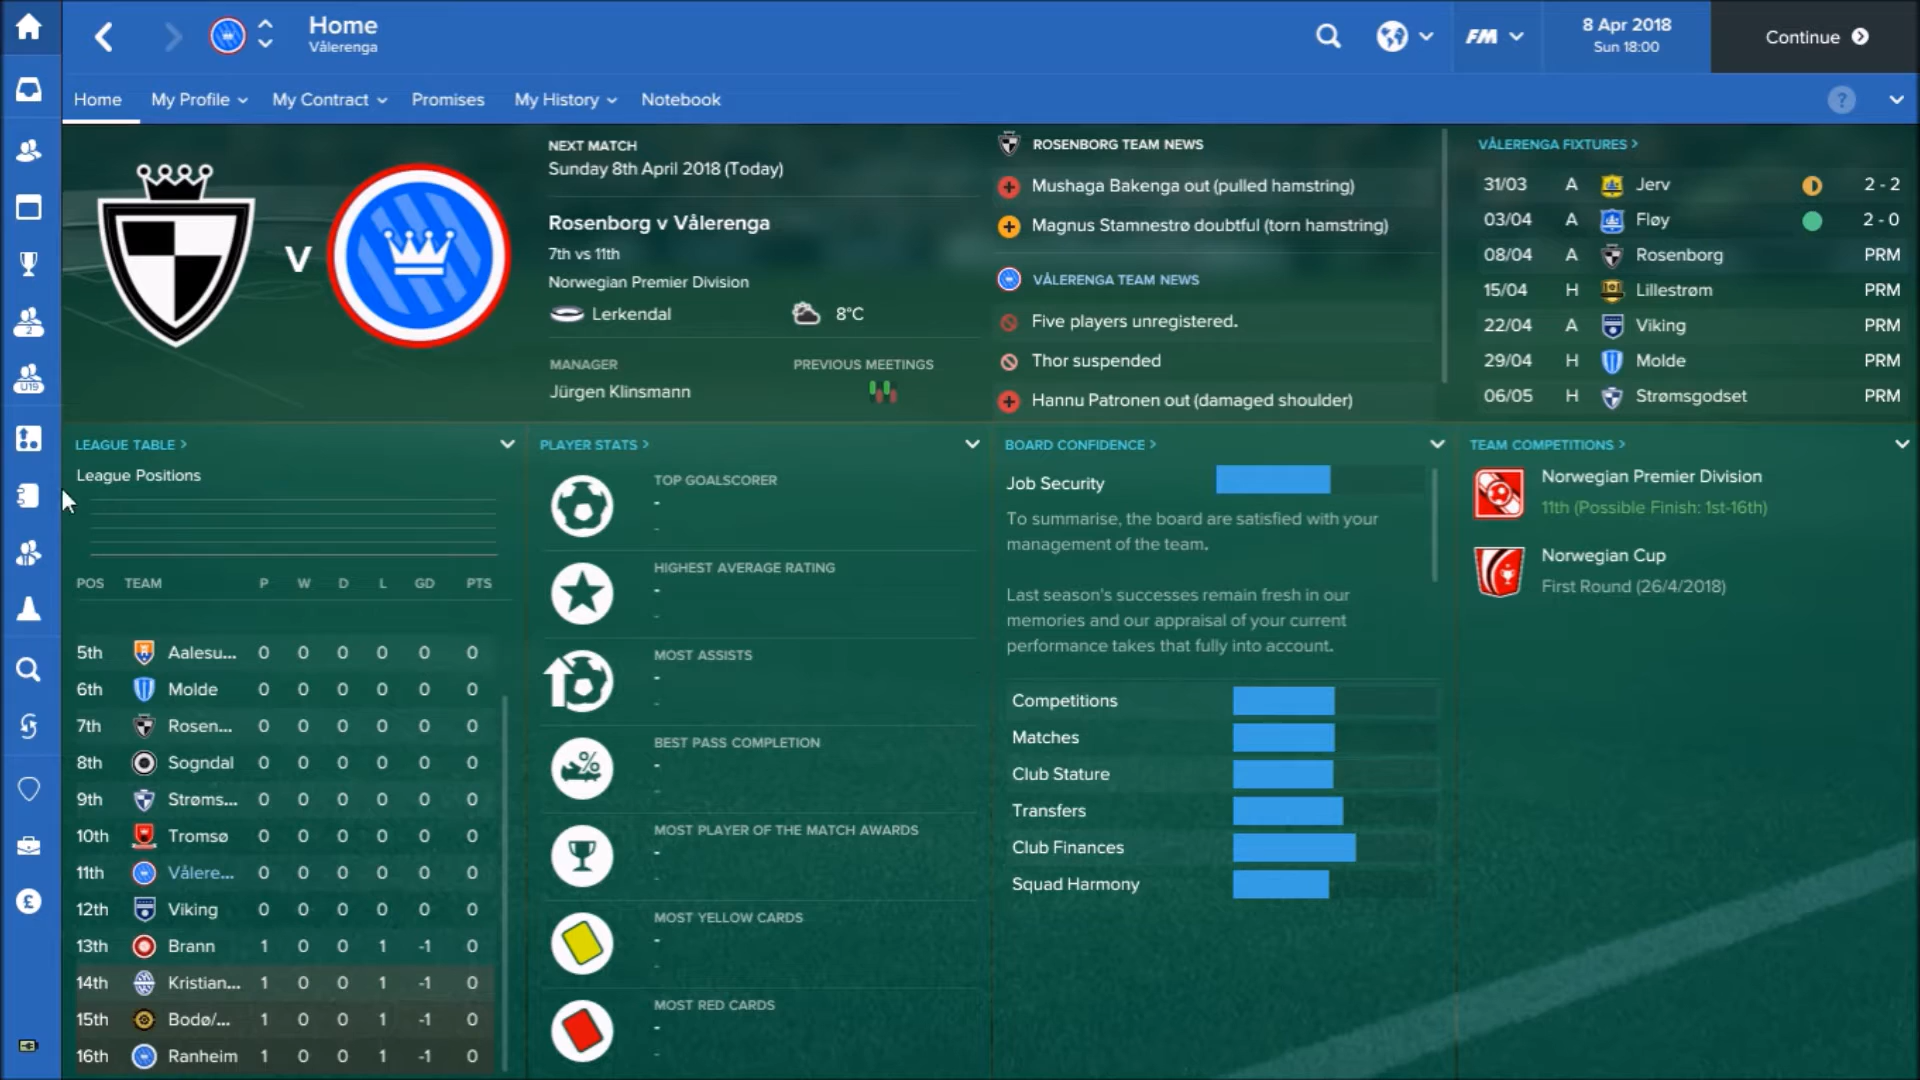 Home
Vålerenga
FM
8 Apr 2018
Sun 18:00
Continue
Home
My Profile
My Contract
Promises
My History
Notebook
?
2
U19
£
V
NEXT MATCH
Sunday 8th April 2018 (Today)
Rosenborg v Vålerenga
7th vs 11th
Norwegian Premier Division
Lerkendal
8°C
MANAGER
PREVIOUS MEETINGS
Jürgen Klinsmann
ROSENBORG TEAM NEWS
Mushaga Bakenga out (pulled hamstring)
Magnus Stamnestrø doubtful (torn hamstring)
VÅLERENGA TEAM NEWS
Five players unregistered.
Thor suspended
Hannu Patronen out (damaged shoulder)
VÅLERENGA FIXTURES >
31/03 A Jerv 2 - 2
03/04 A Fløy 2 - 0
08/04 A Rosenborg PRM
15/04 H Lillestrøm PRM
22/04 A Viking PRM
29/04 H Molde PRM
06/05 H Strømsgodset PRM
LEAGUE TABLE >
League Positions
POS TEAM P W D L GD PTS
5th Aalesu... 0 0 0 0 0 0
6th Molde 0 0 0 0 0 0
7th Rosen... 0 0 0 0 0 0
8th Sogndal 0 0 0 0 0 0
9th Strøms... 0 0 0 0 0 0
10th Tromsø 0 0 0 0 0 0
11th Vålere... 0 0 0 0 0 0
12th Viking 0 0 0 0 0 0
13th Brann 1 0 0 1 -1 0
14th Kristian... 1 0 0 1 -1 0
15th Bodø/... 1 0 0 1 -1 0
16th Ranheim 1 0 0 1 -1 0
PLAYER STATS >
TOP GOALSCORER
-
-
HIGHEST AVERAGE RATING
-
-
MOST ASSISTS
-
-
BEST PASS COMPLETION
%
-
-
MOST PLAYER OF THE MATCH AWARDS
-
-
MOST YELLOW CARDS
-
-
MOST RED CARDS
-
-
BOARD CONFIDENCE >
Job Security
To summarise, the board are satisfied with your
management of the team.
Last season's successes remain fresh in our
memories and our appraisal of your current
performance takes that fully into account.
Competitions
Matches
Club Stature
Transfers
Club Finances
Squad Harmony
TEAM COMPETITIONS >
Norwegian Premier Division
11th (Possible Finish: 1st-16th)
Norwegian Cup
First Round (26/4/2018)